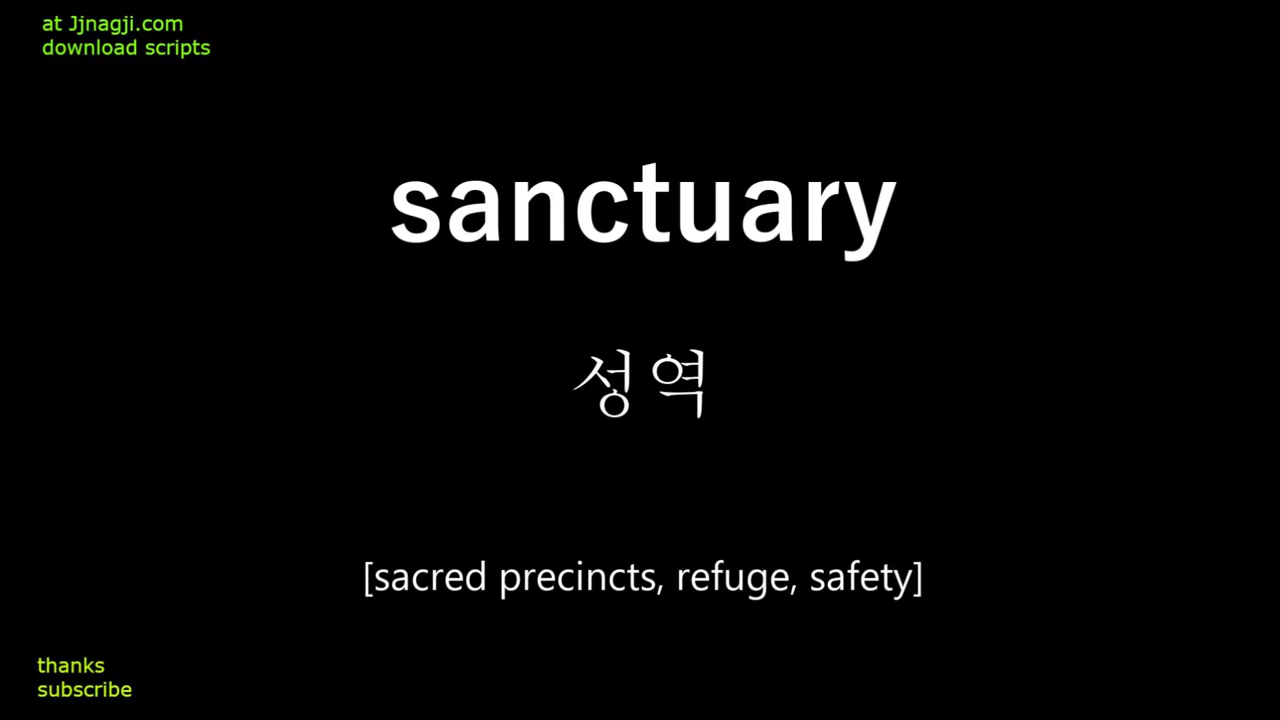 at Jjnagji.com
download scripts
sanctuary
성역
[sacred precincts, refuge, safety]
thanks
subscribe